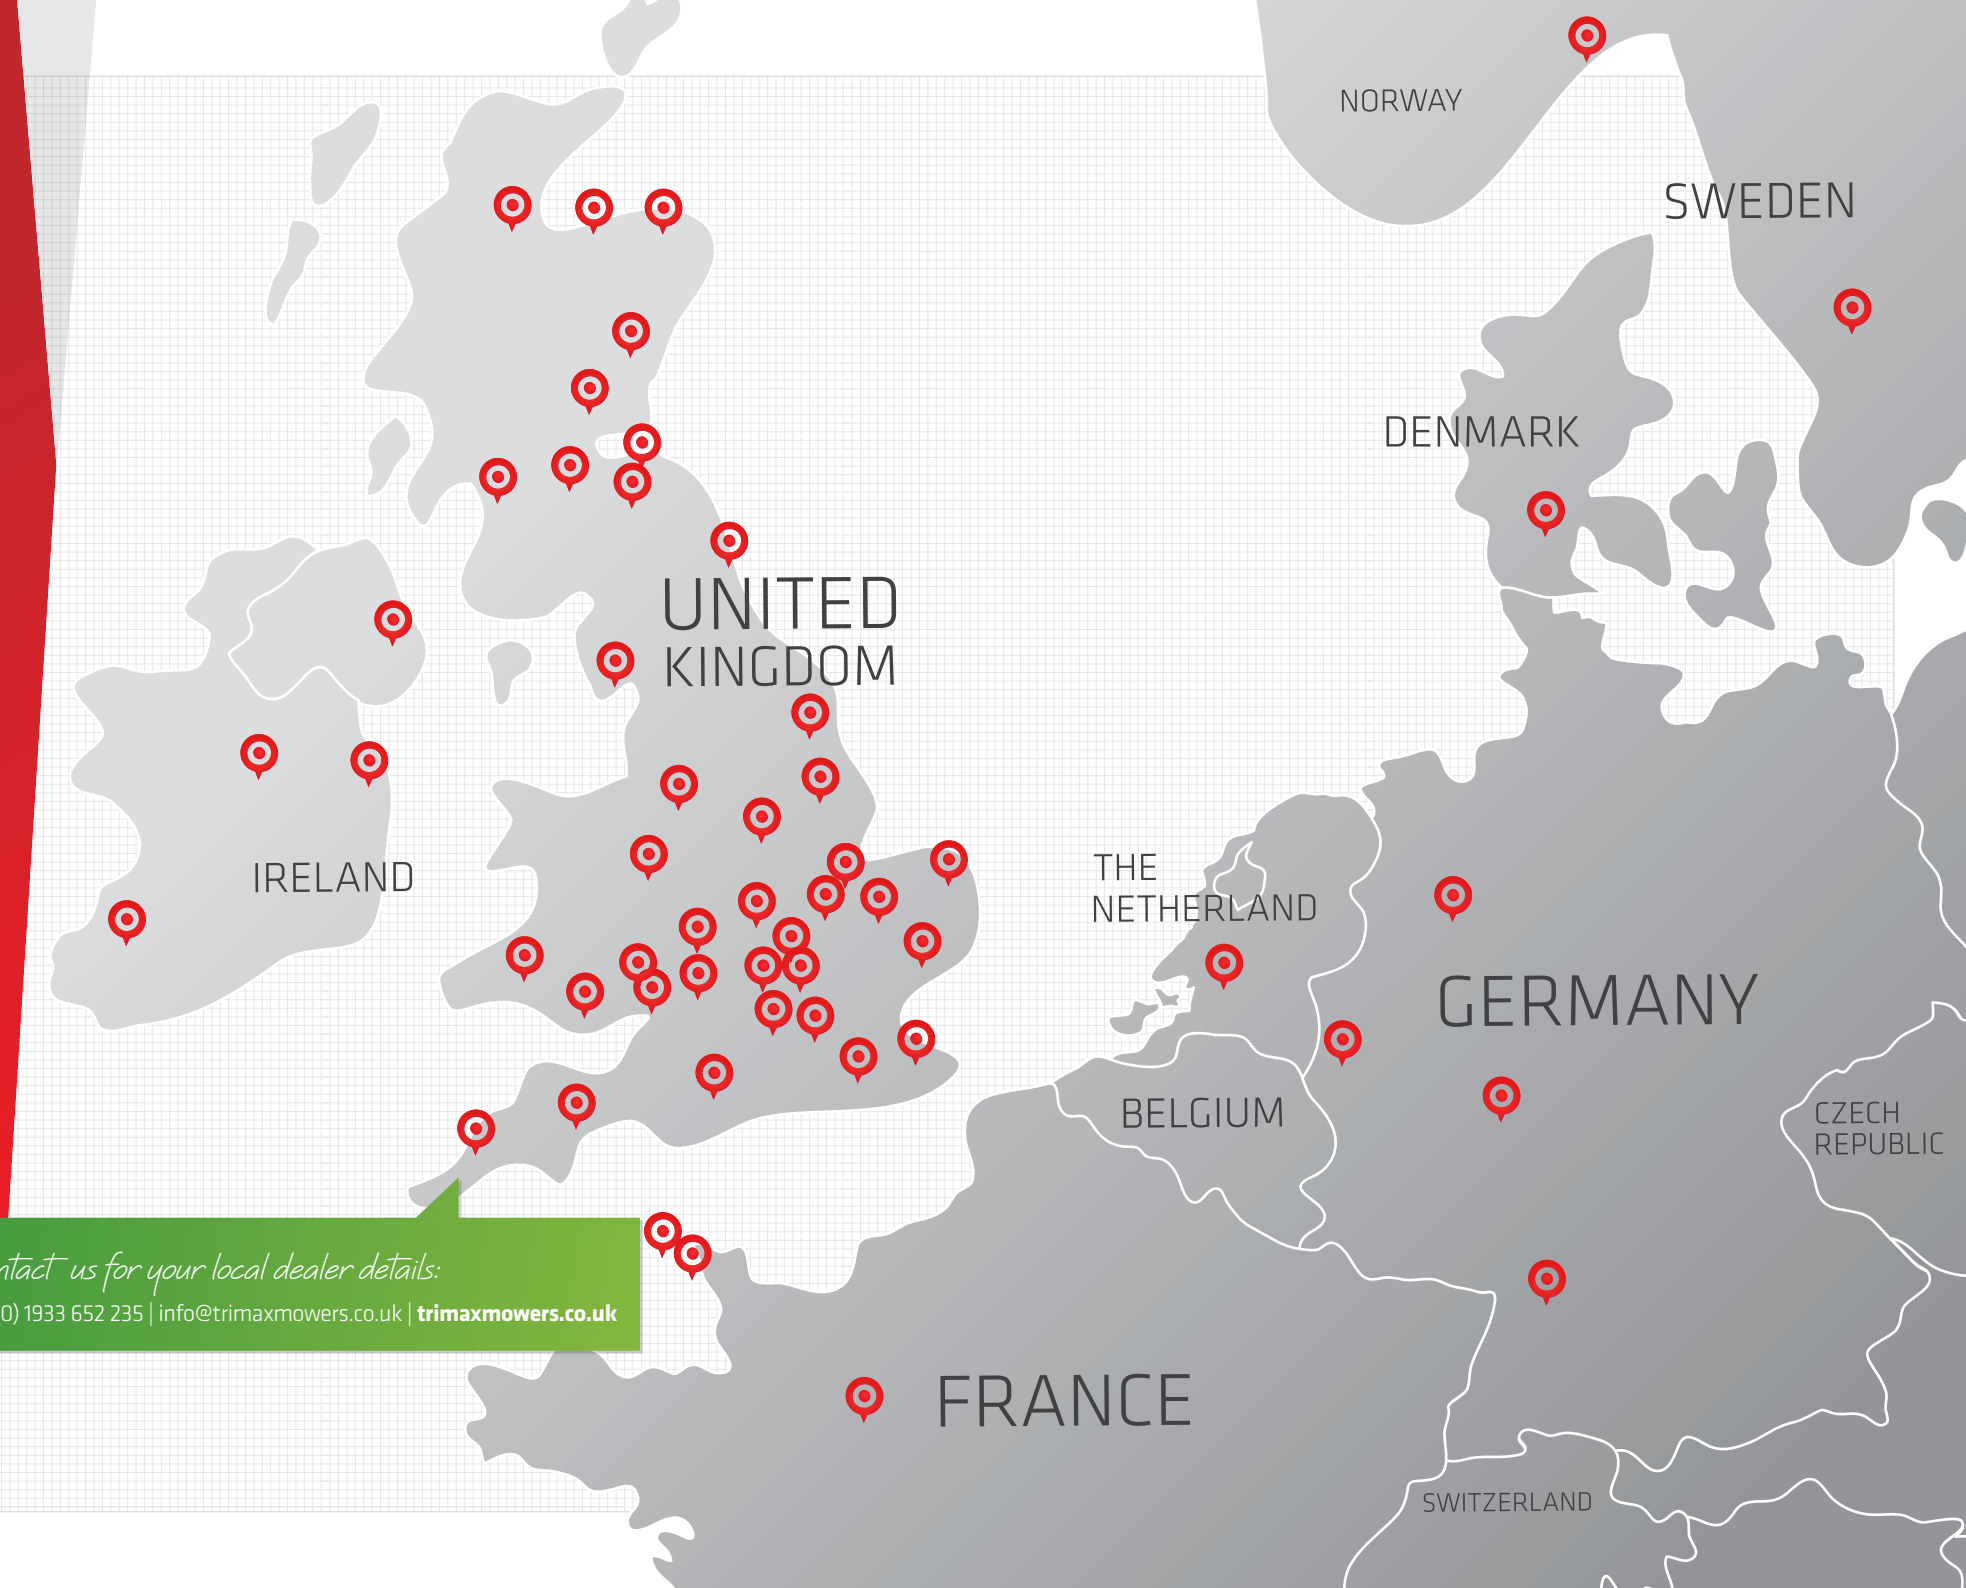 NORWAY
SWEDEN
DENMARK
UNITED
KINGDOM
IRELAND
THE
NETHERLAND
GERMANY
BELGIUM
CZECH
REPUBLIC
ntact us for your local dealer details:
0) 1933 652 235 | info@trimaxmowers.co.uk | trimaxmowers.co.uk
FRANCE
SWITZERLAND